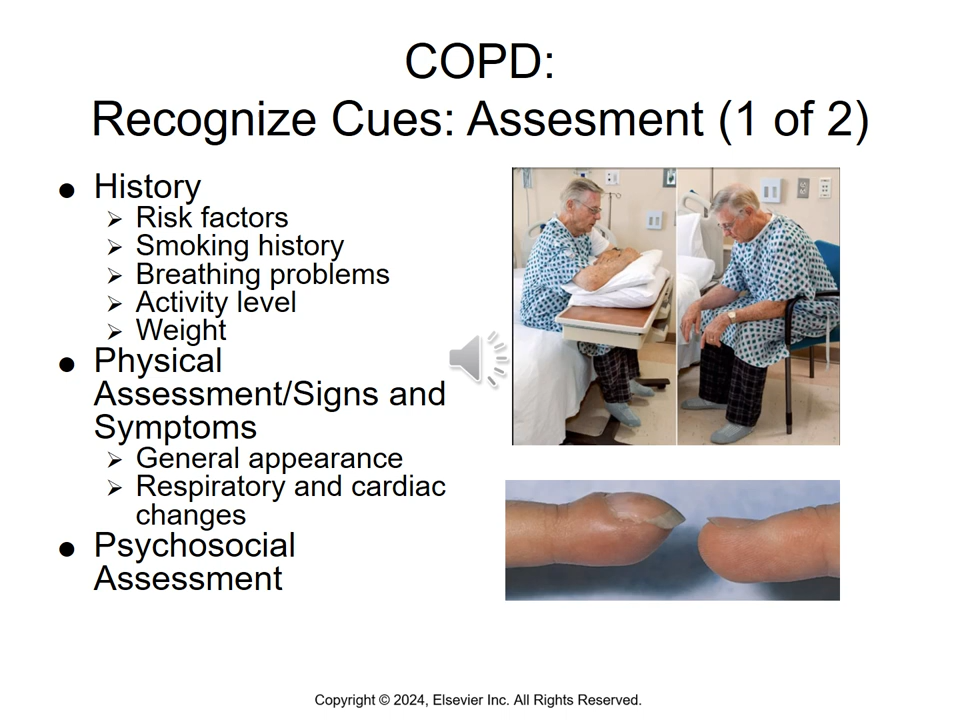 COPD:
Recognize Cues: Assesment (1 of 2)
● History
➢ Risk factors
➢ Smoking history
➢ Breathing problems
➢ Activity level
➢ Weight
● Physical
Assessment/Signs and
Symptoms
➢ General appearance
➢ Respiratory and cardiac
changes
● Psychosocial
Assessment
Copyright © 2024, Elsevier Inc. All Rights Reserved.